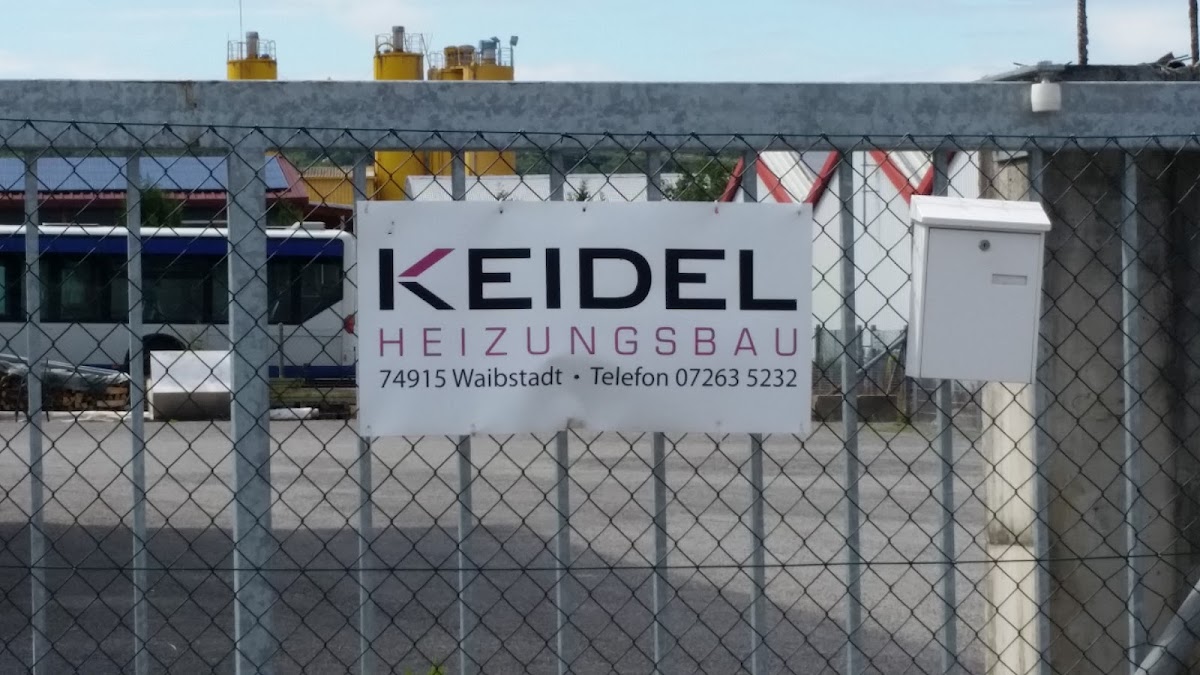 KEIDEL
HEIZUNGSBAU
74915 Waibstadt • Telefon 07263 5232